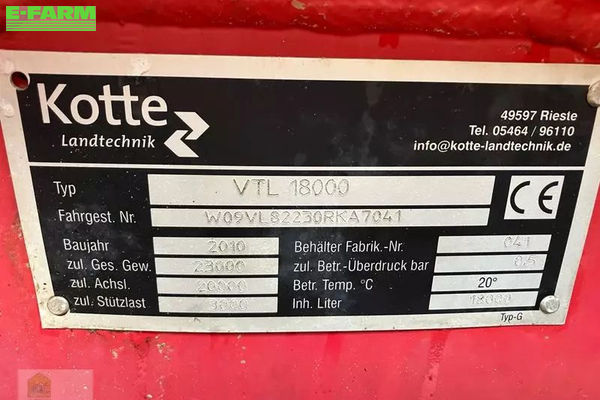 E-FARM
Kotte
Landtechnik
49597 Rieste
Tel. 05464 / 96110
info@kotte-landtechnik.de
Typ VTL 18000
Fahrgest. Nr. W09VL82230RKA7041
CE
Baujahr 2010 Behälter Fabrik.-Nr. 041
zul. Ges. Gew. 23000 zul. Betr.-Überdruck bar 0,5
zul. Achsl. 20000 Betr. Temp. °C 20°
zul. Stützlast 3000 Inh. Liter 18000
Typ-G